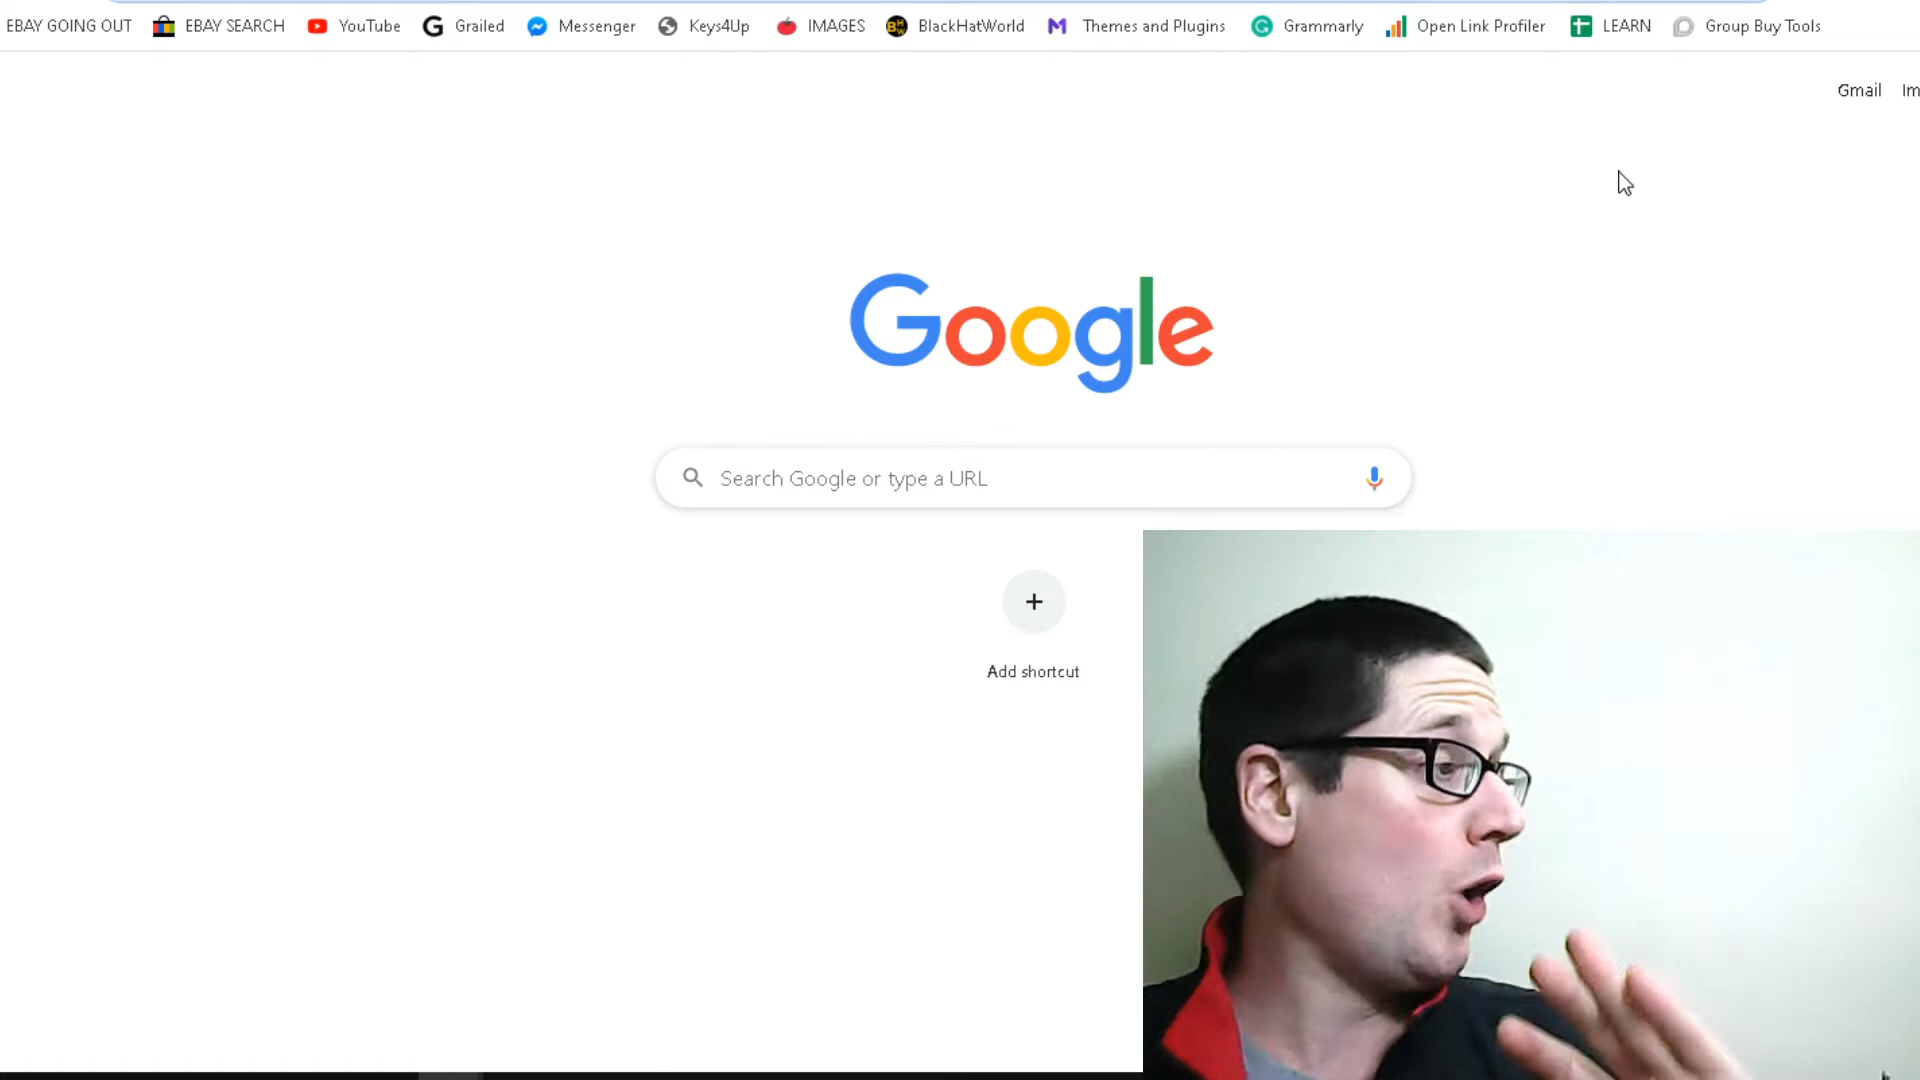 EBAY GOING OUT EBAY SEARCH YouTube Grailed Messenger Keys4Up IMAGES BlackHatWorld Themes and Plugins Grammarly Open Link Profiler LEARN Group Buy Tools
Gmail Im
Google
Search Google or type a URL
Add shortcut